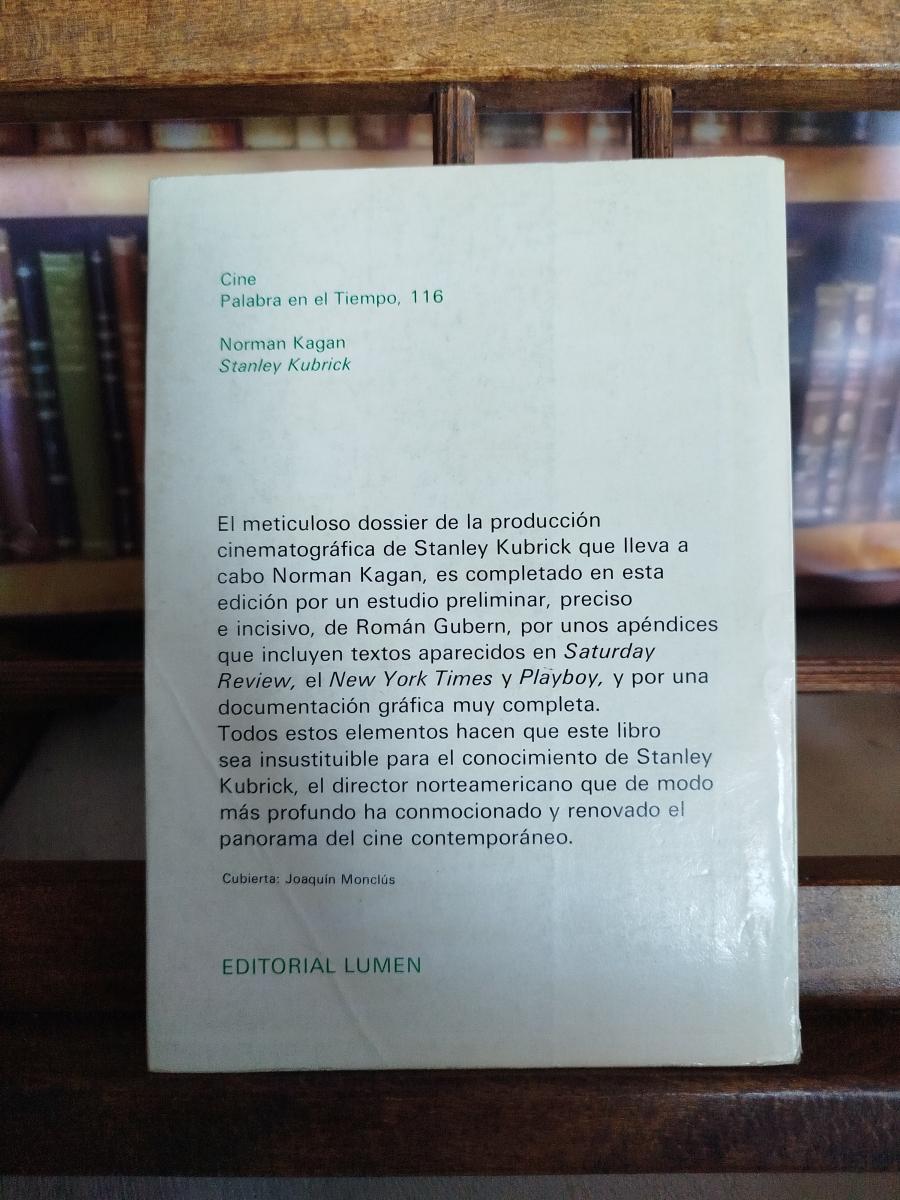 Cine
Palabra en el Tiempo, 116
Norman Kagan
Stanley Kubrick
El meticuloso dossier de la producción
cinematográfica de Stanley Kubrick que lleva a
cabo Norman Kagan, es completado en esta
edición por un estudio preliminar, preciso
e incisivo, de Román Gubern, por unos apéndices
que incluyen textos aparecidos en Saturday
Review, el New York Times y Playboy, y por una
documentación gráfica muy completa.
Todos estos elementos hacen que este libro
sea insustituible para el conocimiento de Stanley
Kubrick, el director norteamericano que de modo
más profundo ha conmocionado y renovado el
panorama del cine contemporáneo.
Cubierta: Joaquín Monclús
EDITORIAL LUMEN